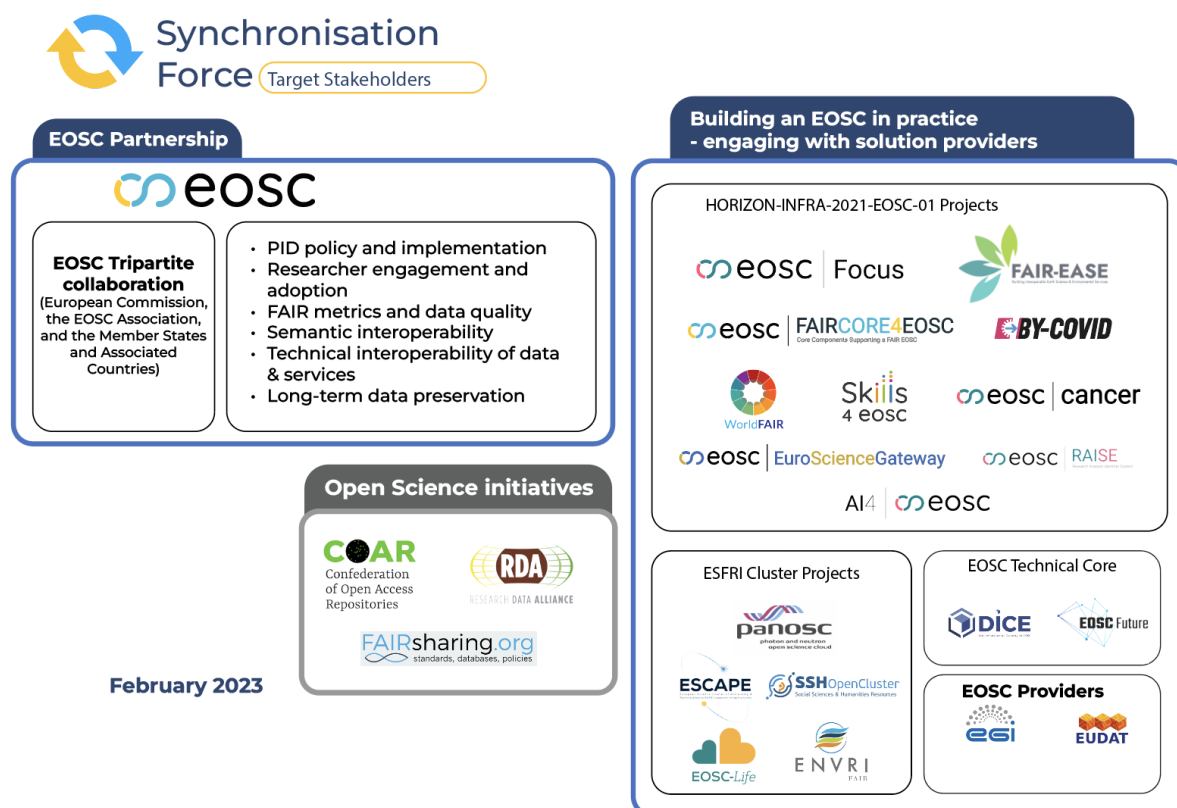 Synchronisation
Force
Target Stakeholders
EOSC Partnership
eosc
EOSC Tripartite
collaboration
(European Commission,
the EOSC Association,
and the Member States
and Associated
Countries)
• PID policy and implementation
• Researcher engagement and
adoption
• FAIR metrics and data quality
• Semantic interoperability
• Technical interoperability of data
& services
• Long-term data preservation
Open Science initiatives
COAR
Confederation
of Open Access
Repositories
RDA
RESEARCH DATA ALLIANCE
FAIRsharing.org
standards, databases, policies
February 2023
Building an EOSC in practice
- engaging with solution providers
HORIZON-INFRA-2021-EOSC-01 Projects
eosc | Focus
FAIR-EASE
eosc | FAIRCORE4EOSC
Core Components Supporting a FAIR EOSC
BY-COVID
WorldFAIR
Skills
4 eosc
eosc | cancer
eosc | EuroScienceGateway
eosc | RAISE
AI4 | eosc
ESFRI Cluster Projects
panosc
photon and neutron
open science cloud
ESCAPE
SSHOPENCLUSTER
Social Sciences & Humanities Resources
EOSC-Life
ENVRI
FAIR
EOSC Technical Core
DICE
EOSC Future
EOSC Providers
egi
EUDAT